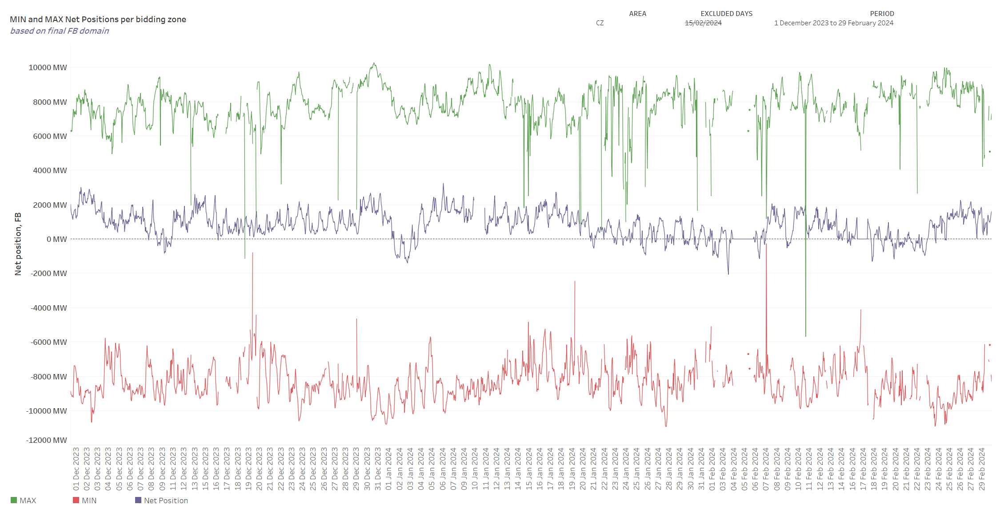 MIN and MAX Net Positions per bidding zone
based on final FB domain
AREA
CZ
EXCLUDED DAYS
15/02/2024
PERIOD
1 December 2023 to 29 February 2024
Net position, FB
10000 MW
8000 MW
6000 MW
4000 MW
2000 MW
0 MW
-2000 MW
-4000 MW
-6000 MW
-8000 MW
-10000 MW
-12000 MW
01 Dec 2023
02 Dec 2023
03 Dec 2023
04 Dec 2023
05 Dec 2023
06 Dec 2023
07 Dec 2023
08 Dec 2023
09 Dec 2023
11 Dec 2023
12 Dec 2023
13 Dec 2023
15 Dec 2023
16 Dec 2023
17 Dec 2023
18 Dec 2023
19 Dec 2023
20 Dec 2023
21 Dec 2023
22 Dec 2023
23 Dec 2023
24 Dec 2023
25 Dec 2023
26 Dec 2023
27 Dec 2023
28 Dec 2023
29 Dec 2023
30 Dec 2023
31 Dec 2023
01 Jan 2024
02 Jan 2024
03 Jan 2024
04 Jan 2024
05 Jan 2024
06 Jan 2024
07 Jan 2024
09 Jan 2024
10 Jan 2024
11 Jan 2024
12 Jan 2024
13 Jan 2024
14 Jan 2024
15 Jan 2024
16 Jan 2024
17 Jan 2024
18 Jan 2024
19 Jan 2024
20 Jan 2024
21 Jan 2024
22 Jan 2024
23 Jan 2024
24 Jan 2024
25 Jan 2024
26 Jan 2024
27 Jan 2024
28 Jan 2024
29 Jan 2024
30 Jan 2024
31 Jan 2024
01 Feb 2024
03 Feb 2024
04 Feb 2024
05 Feb 2024
06 Feb 2024
07 Feb 2024
08 Feb 2024
09 Feb 2024
10 Feb 2024
11 Feb 2024
12 Feb 2024
13 Feb 2024
14 Feb 2024
16 Feb 2024
17 Feb 2024
18 Feb 2024
19 Feb 2024
20 Feb 2024
21 Feb 2024
22 Feb 2024
23 Feb 2024
24 Feb 2024
25 Feb 2024
26 Feb 2024
27 Feb 2024
29 Feb 2024
MAX
MIN
Net Position